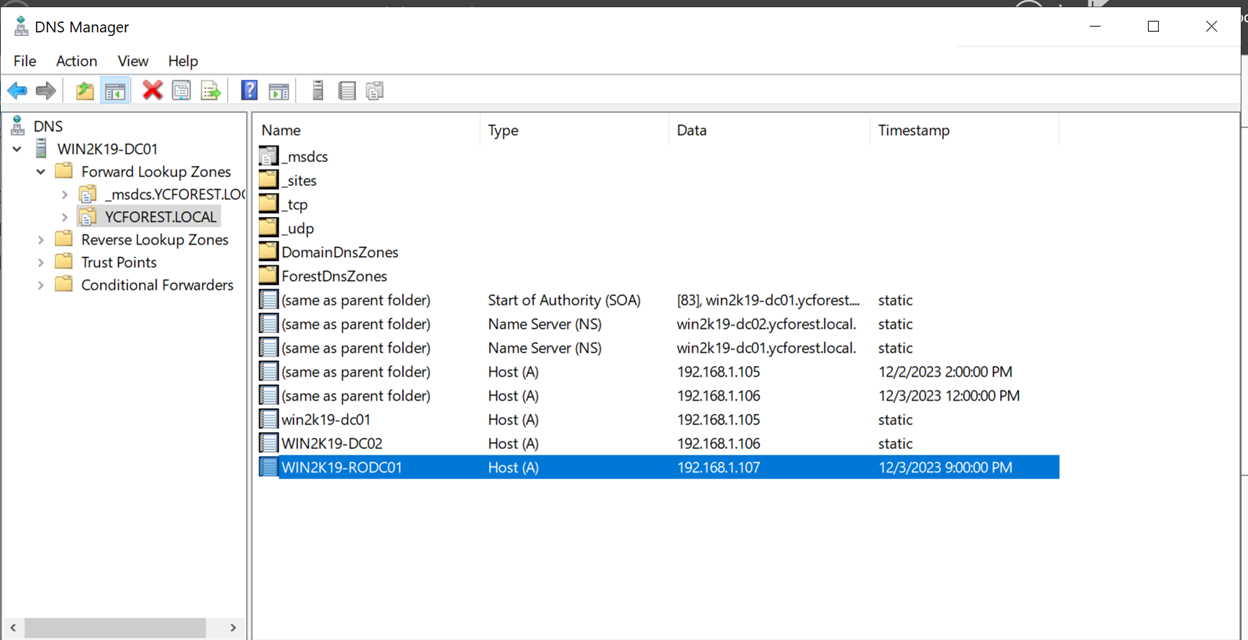 DNS Manager
File Action View Help
DNS
WIN2K19-DC01
Forward Lookup Zones
_msdcs.YCFOREST.LOC
YCFOREST.LOCAL
Reverse Lookup Zones
Trust Points
Conditional Forwarders
Name Type Data Timestamp
_msdcs
_sites
_tcp
_udp
DomainDnsZones
ForestDnsZones
(same as parent folder) Start of Authority (SOA) [83], win2k19-dc01.ycforest.... static
(same as parent folder) Name Server (NS) win2k19-dc02.ycforest.local. static
(same as parent folder) Name Server (NS) win2k19-dc01.ycforest.local. static
(same as parent folder) Host (A) 192.168.1.105 12/2/2023 2:00:00 PM
(same as parent folder) Host (A) 192.168.1.106 12/3/2023 12:00:00 PM
win2k19-dc01 Host (A) 192.168.1.105 static
WIN2K19-DC02 Host (A) 192.168.1.106 static
WIN2K19-RODC01 Host (A) 192.168.1.107 12/3/2023 9:00:00 PM